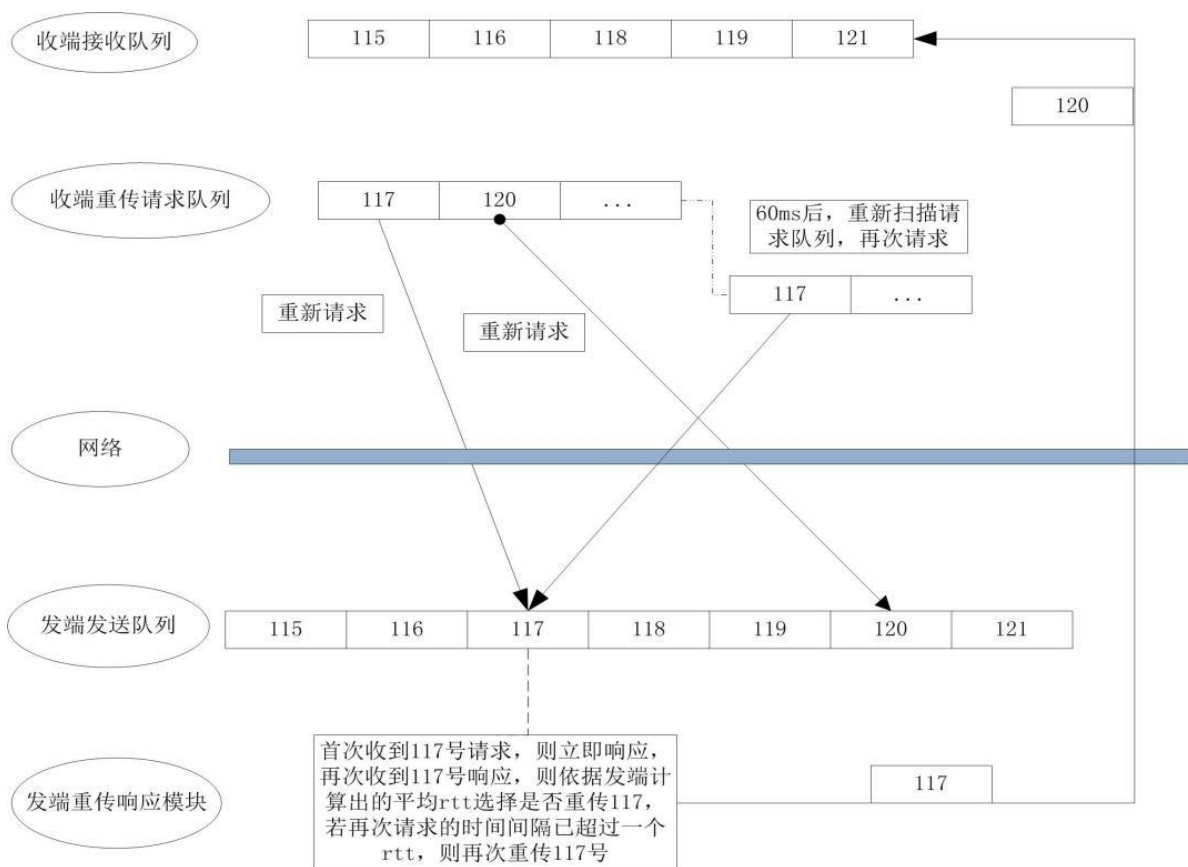 收端接收队列
115 116 118 119 121
120
收端重传请求队列
117 120 ...
60ms后，重新扫描请
求队列，再次请求
117 ...
重新请求
重新请求
网络
发端发送队列
115 116 117 118 119 120 121
首次收到117号请求，则立即响应，
再次收到117号响应，则依据发端计
算出的平均rtt选择是否重传117，
若再次请求的时间间隔已超过一个
rtt，则再次重传117号
发端重传响应模块
117